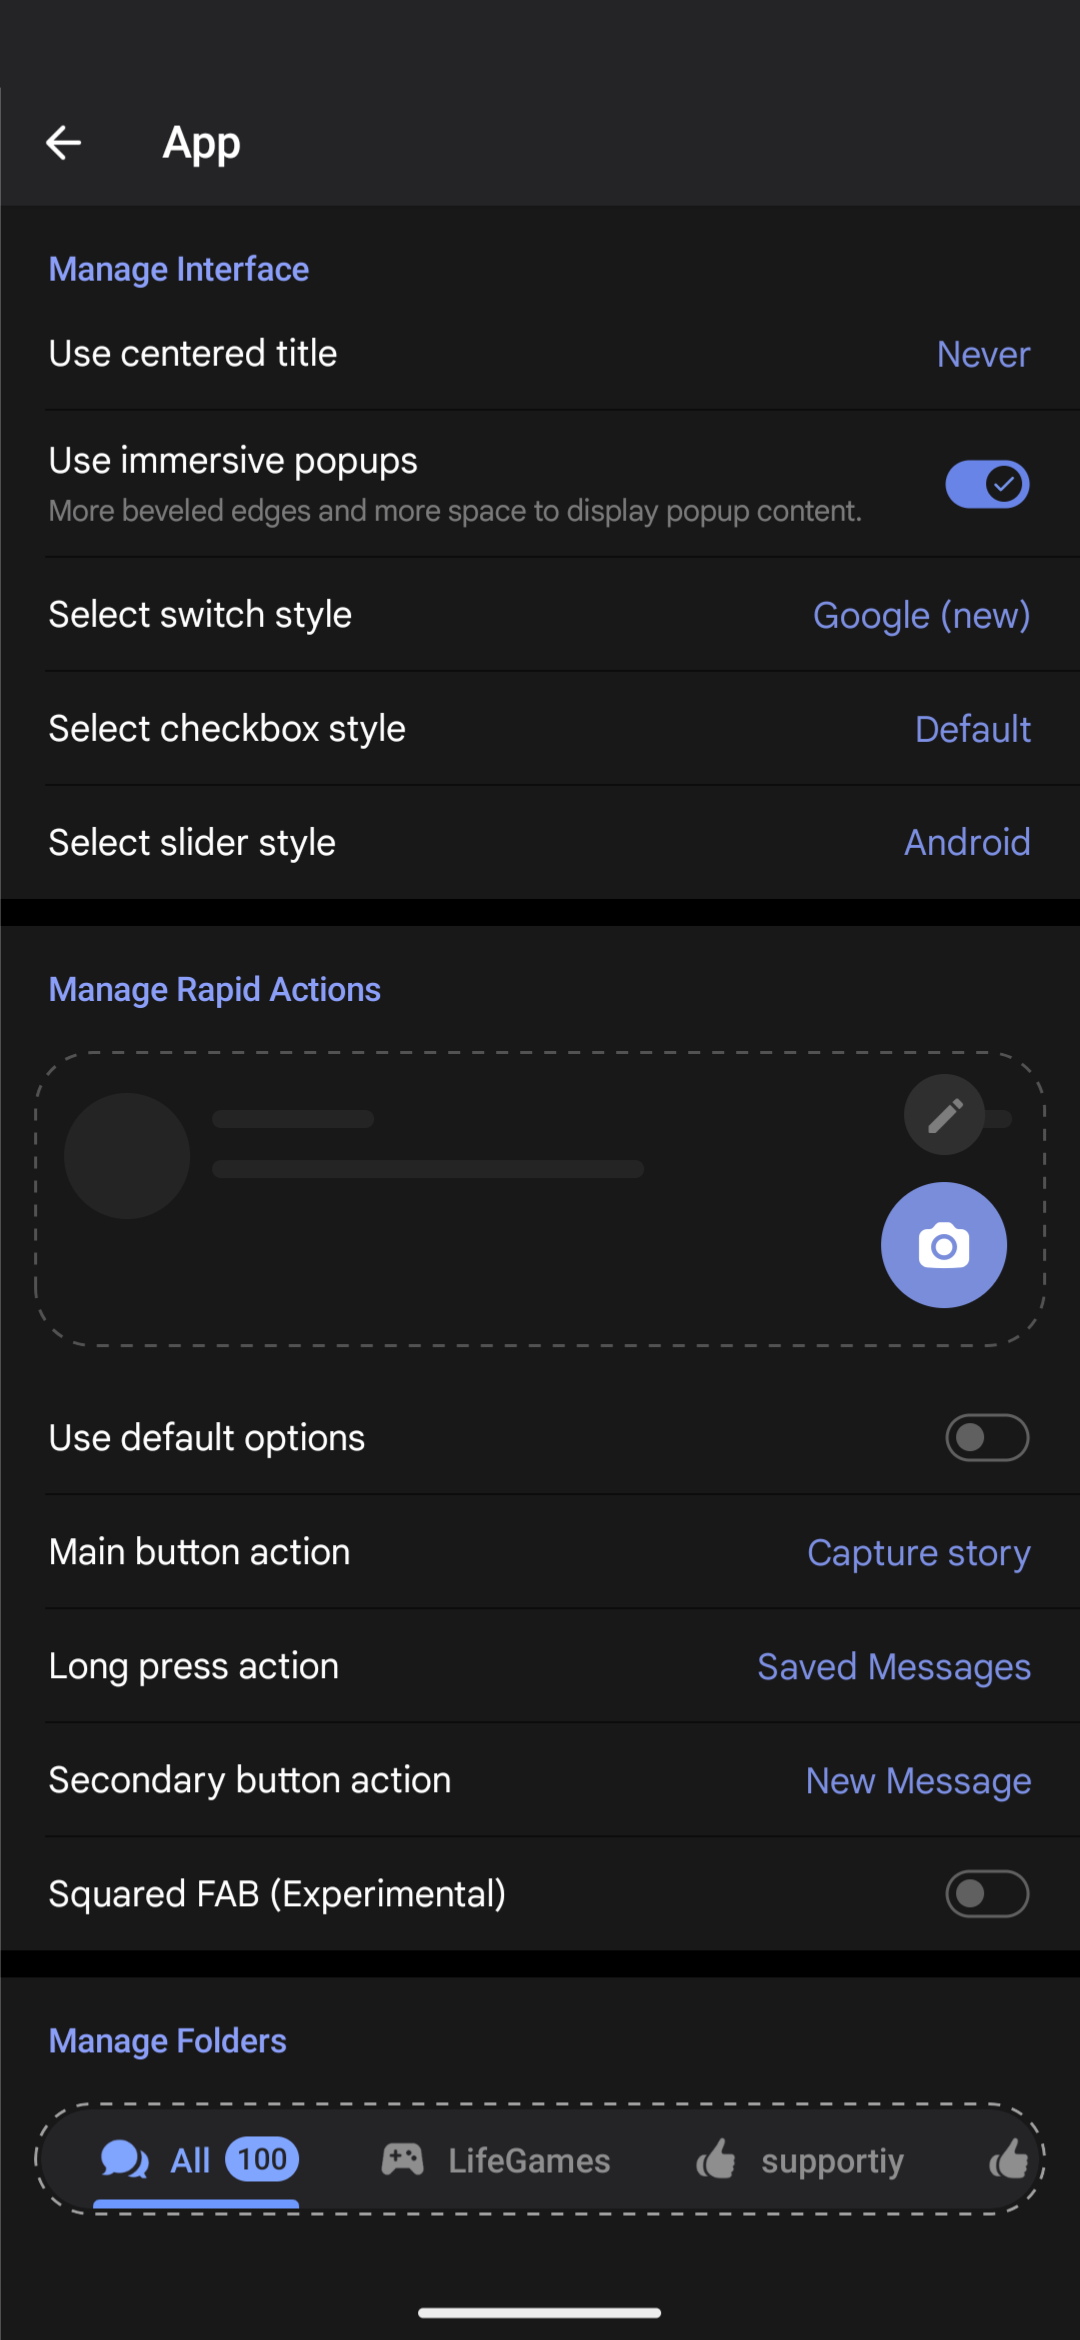 App
Manage Interface
Use centered title
Never
Use immersive popups
More beveled edges and more space to display popup content.
Select switch style
Google (new)
Select checkbox style
Default
Select slider style
Android
Manage Rapid Actions
Use default options
Main button action
Capture story
Long press action
Saved Messages
Secondary button action
New Message
Squared FAB (Experimental)
Manage Folders
All 100 LifeGames supportiy